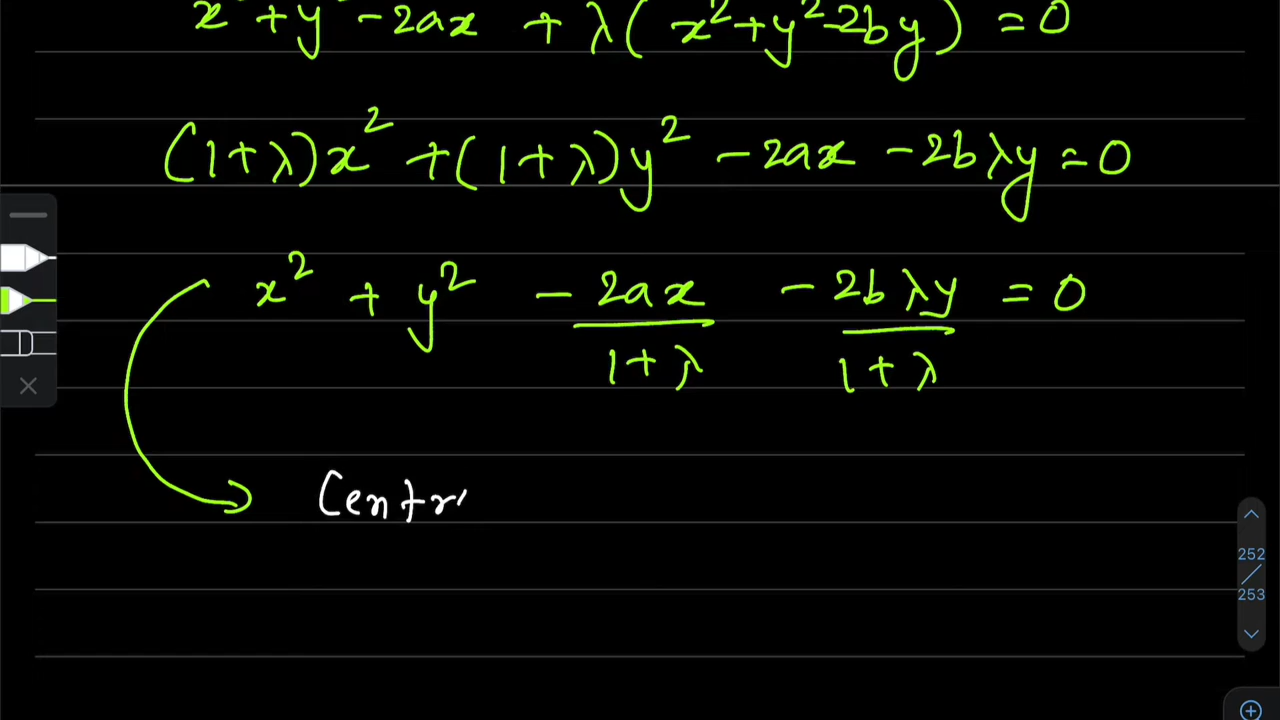 x² + y² - 2ax + λ(x² + y² - 2by) = 0
(1+λ)x² + (1+λ)y² - 2ax - 2bλy = 0
x² + y² - 2ax/(1+λ) - 2bλy/(1+λ) = 0
Centr
252
253